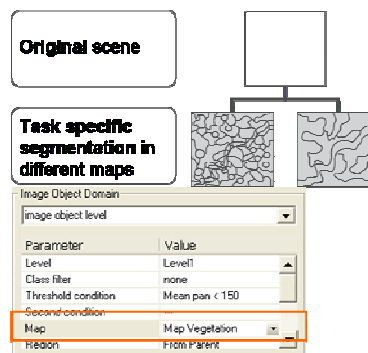 Original scene
Task specific
segmentation in
different maps
Image Object Domain
image object level
Parameter Value
Level Level1
Class filter none
Threshold condition Mean pan < 150
Second condition ---
Map Map Vegetation
Region From Parent